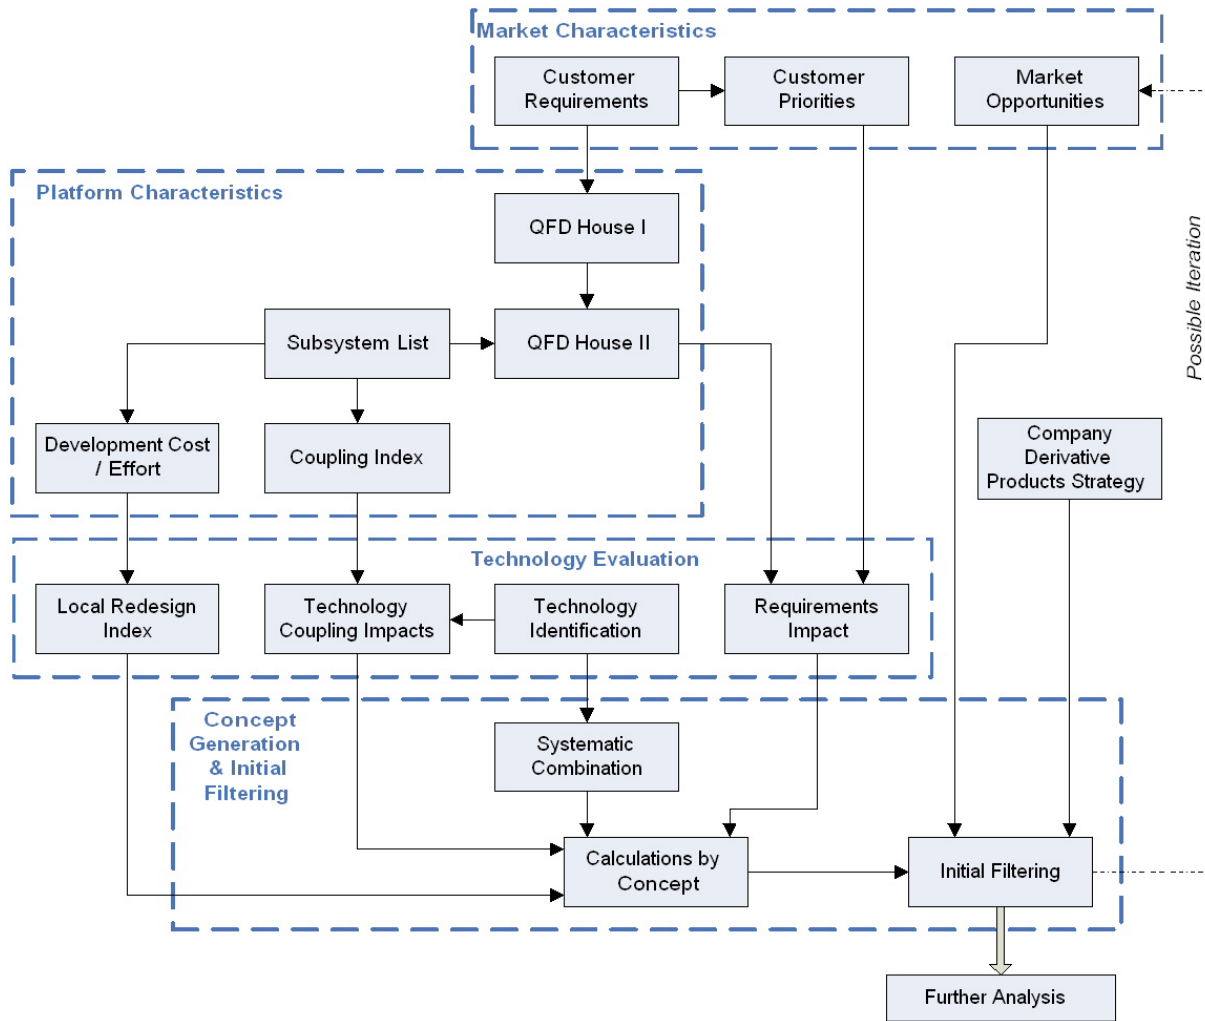 Market Characteristics
Customer
Requirements
Customer
Priorities
Market
Opportunities
Platform Characteristics
QFD House I
Possible Iteration
Subsystem List
QFD House II
Development Cost
/ Effort
Coupling Index
Company
Derivative
Products Strategy
Technology Evaluation
Local Redesign
Index
Technology
Coupling Impacts
Technology
Identification
Requirements
Impact
Concept
Generation
& Initial
Filtering
Systematic
Combination
Calculations by
Concept
Initial Filtering
Further Analysis